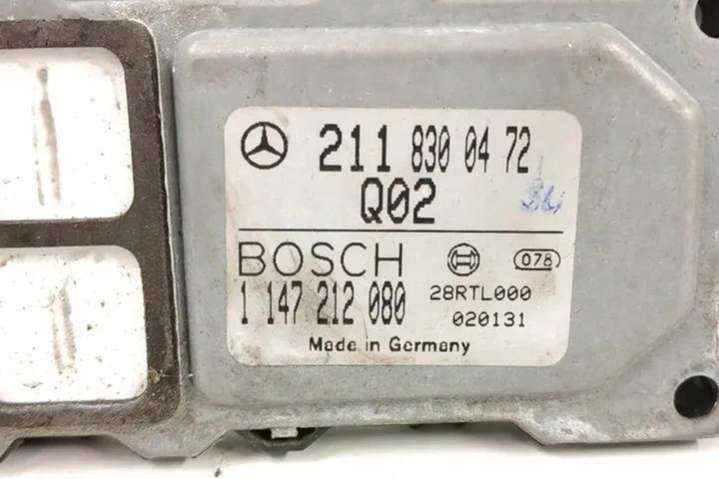 211 830 04 72
Q02
BOSCH 078
1 147 212 080 28RTL000
020131
Made in Germany